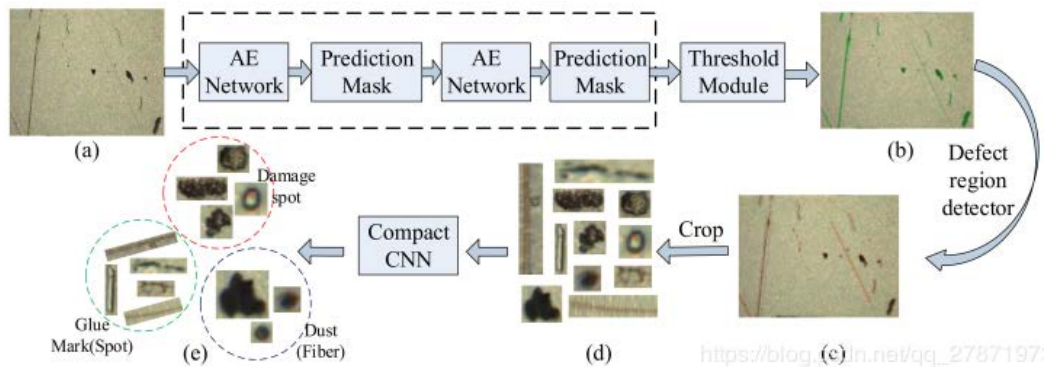 AE
Network
Prediction
Mask
AE
Network
Prediction
Mask
Threshold
Module
(a)
(b)
Defect
region
detector
Damage
spot
Compact
CNN
Crop
Glue
Mark(Spot)
(e)
Dust
(Fiber)
(d)
(c)